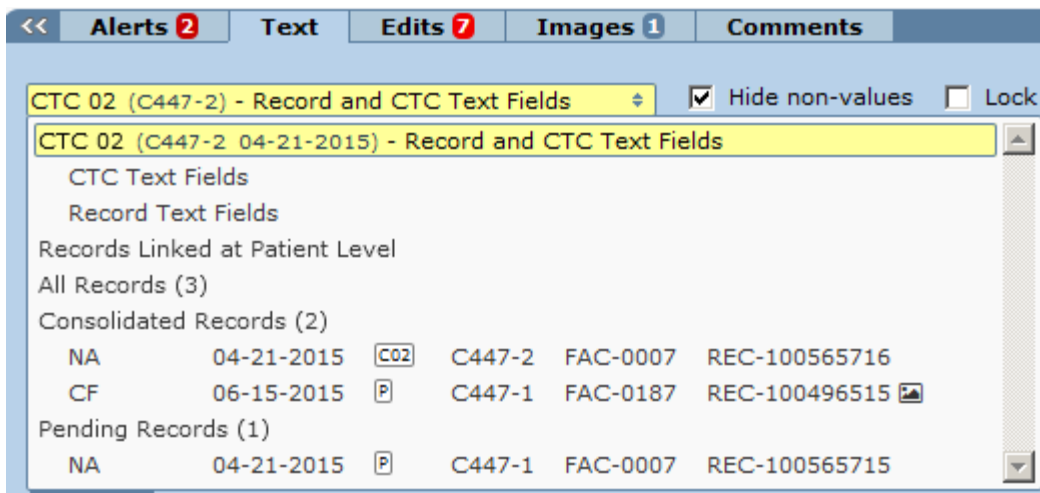 << Alerts 2 Text Edits 7 Images 1 Comments
CTC 02 (C447-2) - Record and CTC Text Fields Hide non-values Lock
CTC 02 (C447-2 04-21-2015) - Record and CTC Text Fields
CTC Text Fields
Record Text Fields
Records Linked at Patient Level
All Records (3)
Consolidated Records (2)
NA 04-21-2015 C02 C447-2 FAC-0007 REC-100565716
CF 06-15-2015 P C447-1 FAC-0187 REC-100496515
Pending Records (1)
NA 04-21-2015 P C447-1 FAC-0007 REC-100565715